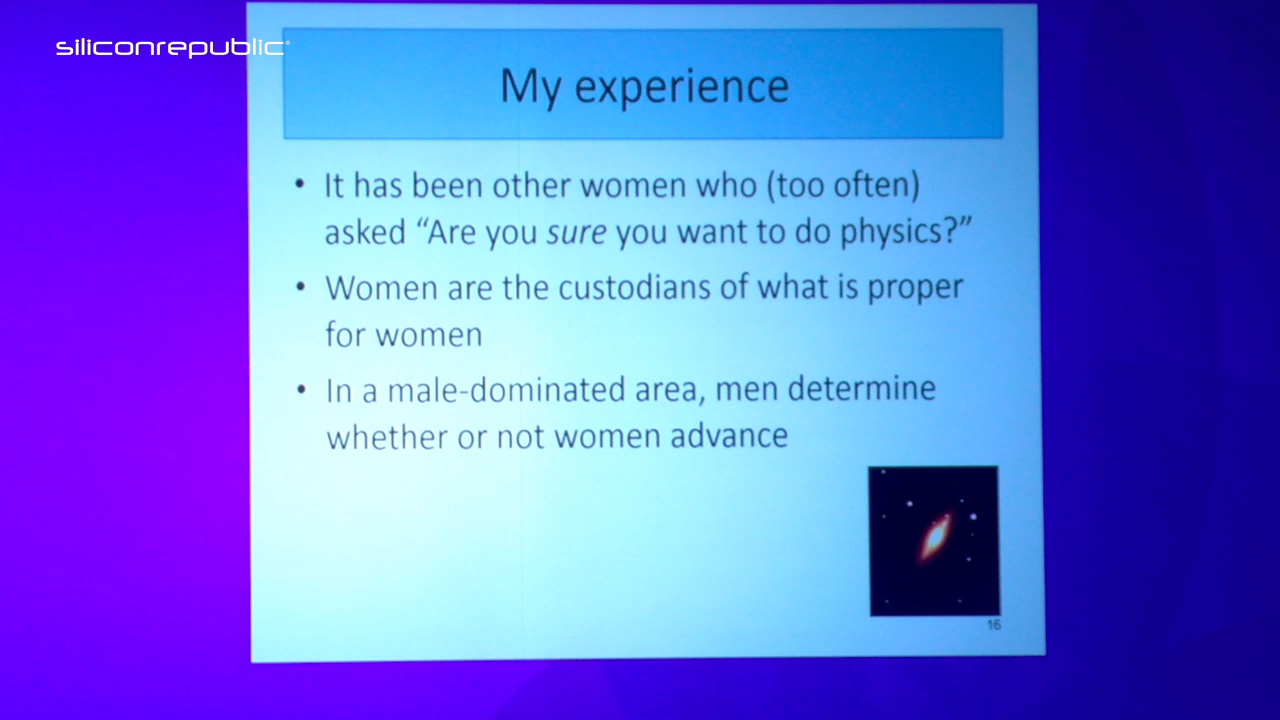 siliconrepublic
My experience
• It has been other women who (too often)
asked “Are you sure you want to do physics?”
• Women are the custodians of what is proper
for women
• In a male-dominated area, men determine
whether or not women advance
16